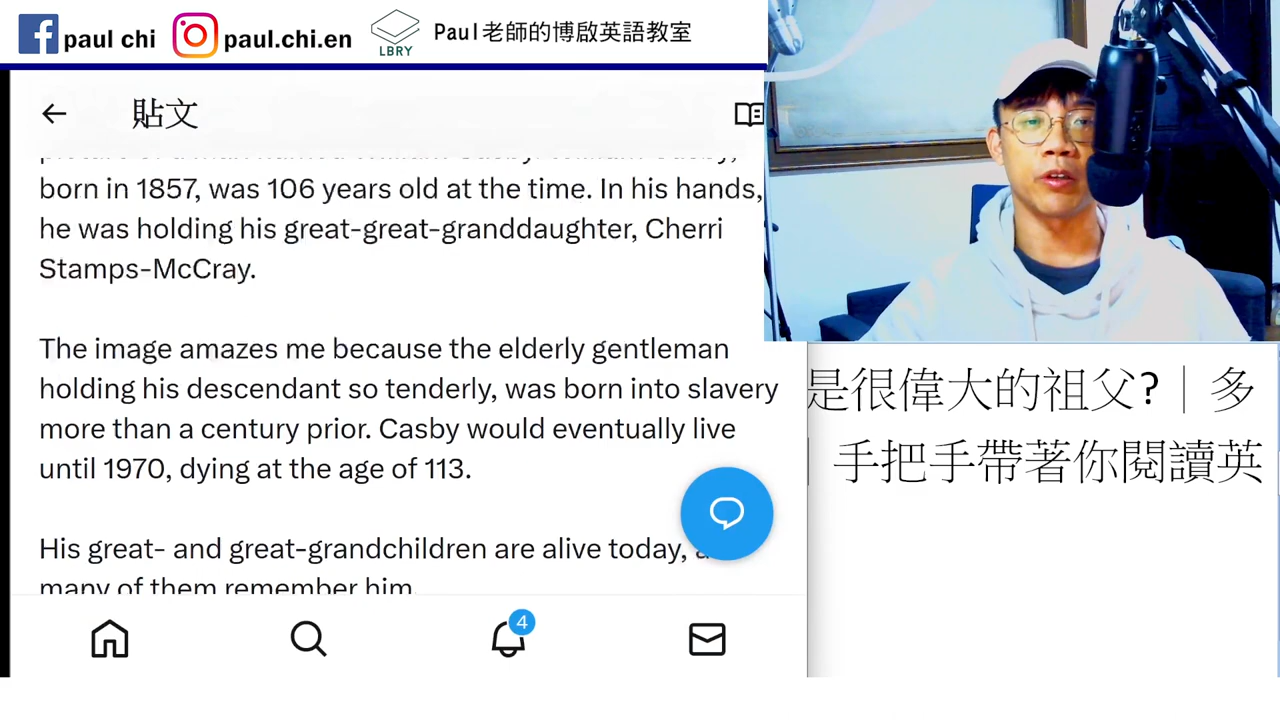 paul chi
paul.chi.en
LBRY
Paul老師的博啟英語教室
貼文
born in 1857, was 106 years old at the time. In his hands,
he was holding his great-great-granddaughter, Cherri
Stamps-McCray.
The image amazes me because the elderly gentleman
holding his descendant so tenderly, was born into slavery
more than a century prior. Casby would eventually live
until 1970, dying at the age of 113.
His great- and great-grandchildren are alive today,
many of them remember him.
4
是很偉大的祖父?｜多
｜手把手帶著你閱讀英